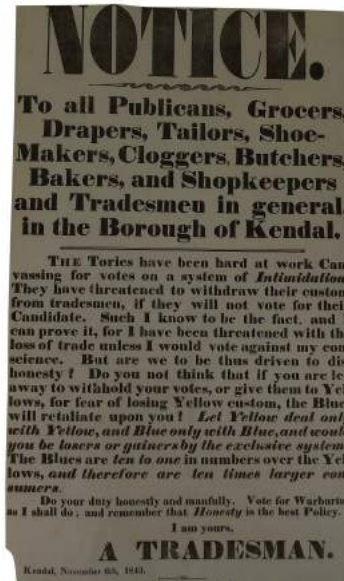 NOTICE.
To all Publicans, Grocers,
Drapers, Tailors, Shoe-
Makers, Cloggers, Butchers,
Bakers, and Shopkeepers
and Tradesmen in general,
in the Borough of Kendal.
THE Tories have been hard at work Can
vassing for votes on a system of Intimidation
They have threatened to withdraw their custom
from tradesmen, if they will not vote for their
Candidate. Such I know to be the fact, and
can prove it, for I have been threatened with the
loss of trade unless I would vote against my con
science. But are we to be thus driven to dis
honesty? Do you not think that if you are le
away to withhold your votes, or give them to Yel
lows, for fear of losing Yellow custom, the Blue
will retaliate upon you! Let Yellow deal only
with Yellow, and Blue only with Blue, and would
you be losers or gainers by the exclusive system
The Blues are ten to one in numbers over the Yel
lows, and therefore are ten times larger con
sumers.
Do your duty honestly and manfully. Vote for Warburto
as I shall do; and remember that Honesty is the best Policy.
I am yours,
A TRADESMAN.
Kendal, November 6th, 1843.